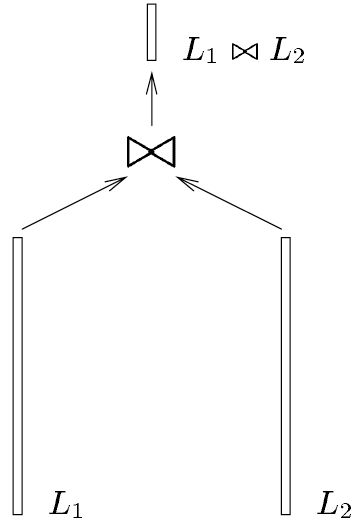 L₁ ⋈ L₂
⋈
L₁ L₂